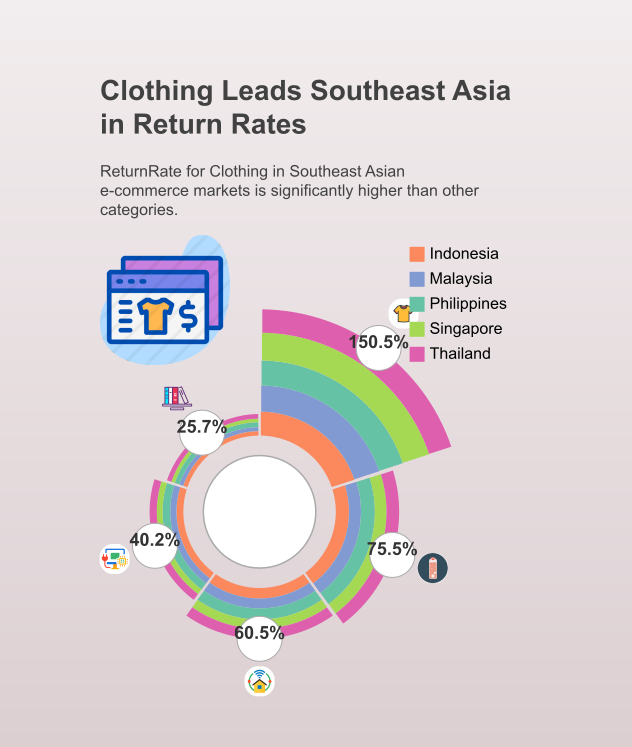 Clothing Leads Southeast Asia
in Return Rates
ReturnRate for Clothing in Southeast Asian
e-commerce markets is significantly higher than other
categories.
Indonesia
Malaysia
Philippines
Singapore
Thailand
$
150.5%
25.7%
40.2%
75.5%
60.5%